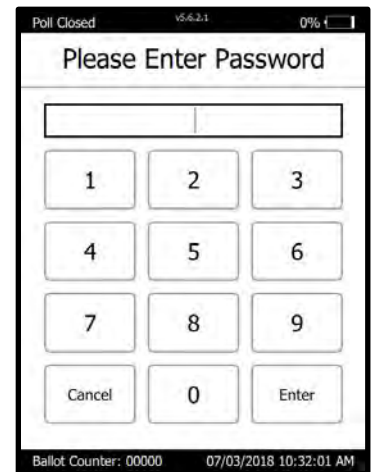 Poll Closed v5.6.2.1 0%
Please Enter Password
1 2 3
4 5 6
7 8 9
Cancel 0 Enter
Ballot Counter: 00000 07/03/2018 10:32:01 AM